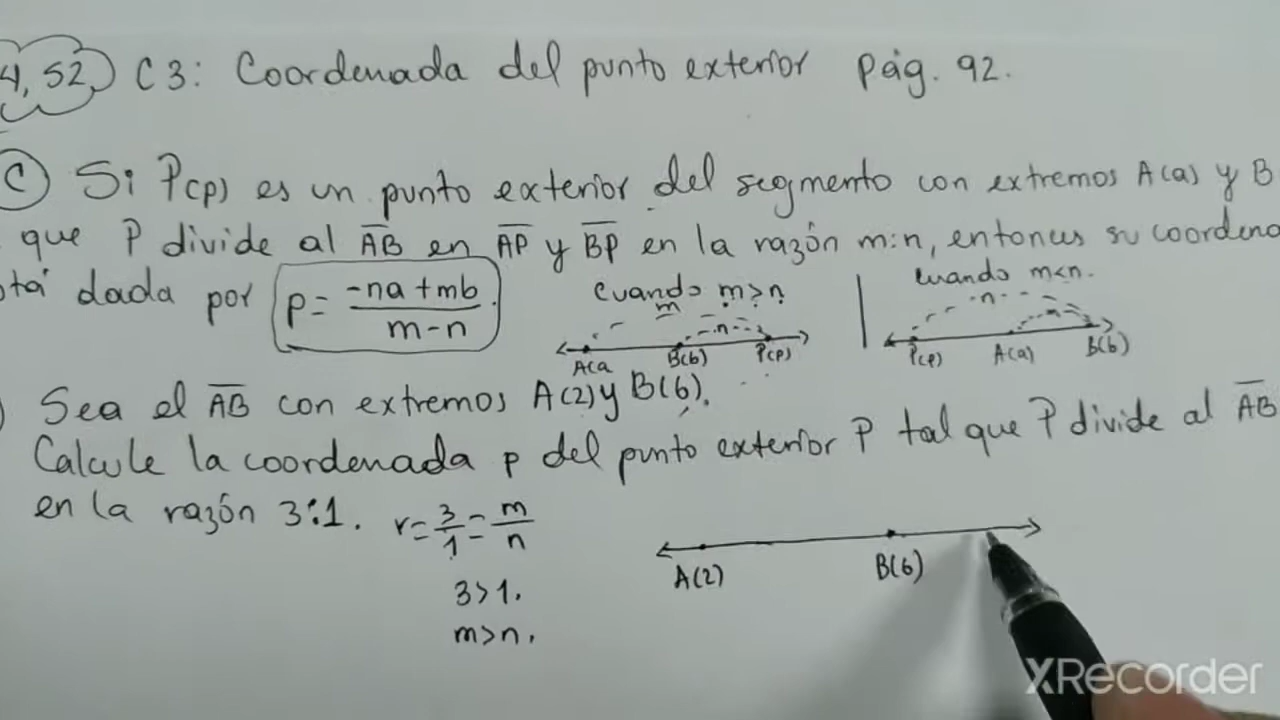 4,52 C3: Coordenada del punto exterior pág. 92.
C Si P(p) es un punto exterior del segmento con extremos A(a) y B
que P divide al AB en AP y BP en la razón m:n, entonces su coordena
stá dada por p = -na + mb / m - n .
cuando m>n
m
n
A(a B(b) P(p)
cuando m<n.
n
m
P(p) A(a) B(b)
) Sea el AB con extremos A(2) y B(6).
Calcule la coordenada p del punto exterior P tal que P divide al AB
en la razón 3:1. r = 3/1 = m/n
3>1.
m>n.
A(2) B(6)
XRecorder